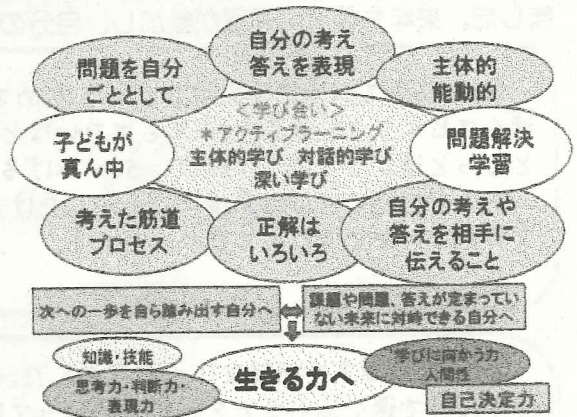 自分の考え
答えを表現
問題を自分
ごととして
主体的
能動的
<学び合い>
*アクティブラーニング
主体的学び 対話的学び
深い学び
子どもが
真ん中
問題解決
学習
考えた筋道
プロセス
正解は
いろいろ
自分の考えや
答えを相手に
伝えること
次への一歩を自ら踏み出す自分へ
課題や問題、答えが定まってい
ない未来に対峙できる自分へ
知識・技能
思考力・判断力・
表現力
生きる力へ
学びに向かう力
人間性
自己決定力